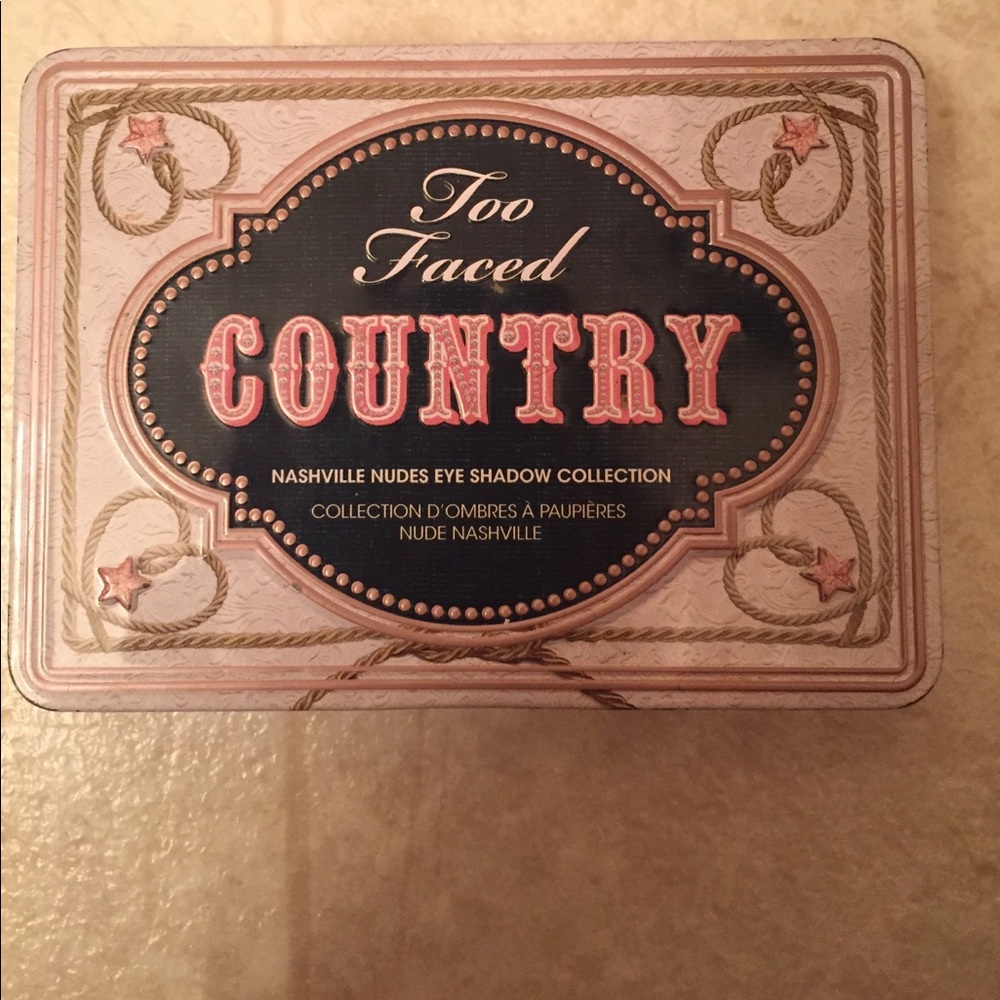 Too
Faced
COUNTRY
NASHVILLE NUDES EYE SHADOW COLLECTION
COLLECTION D'OMBRES À PAUPIÈRES
NUDE NASHVILLE